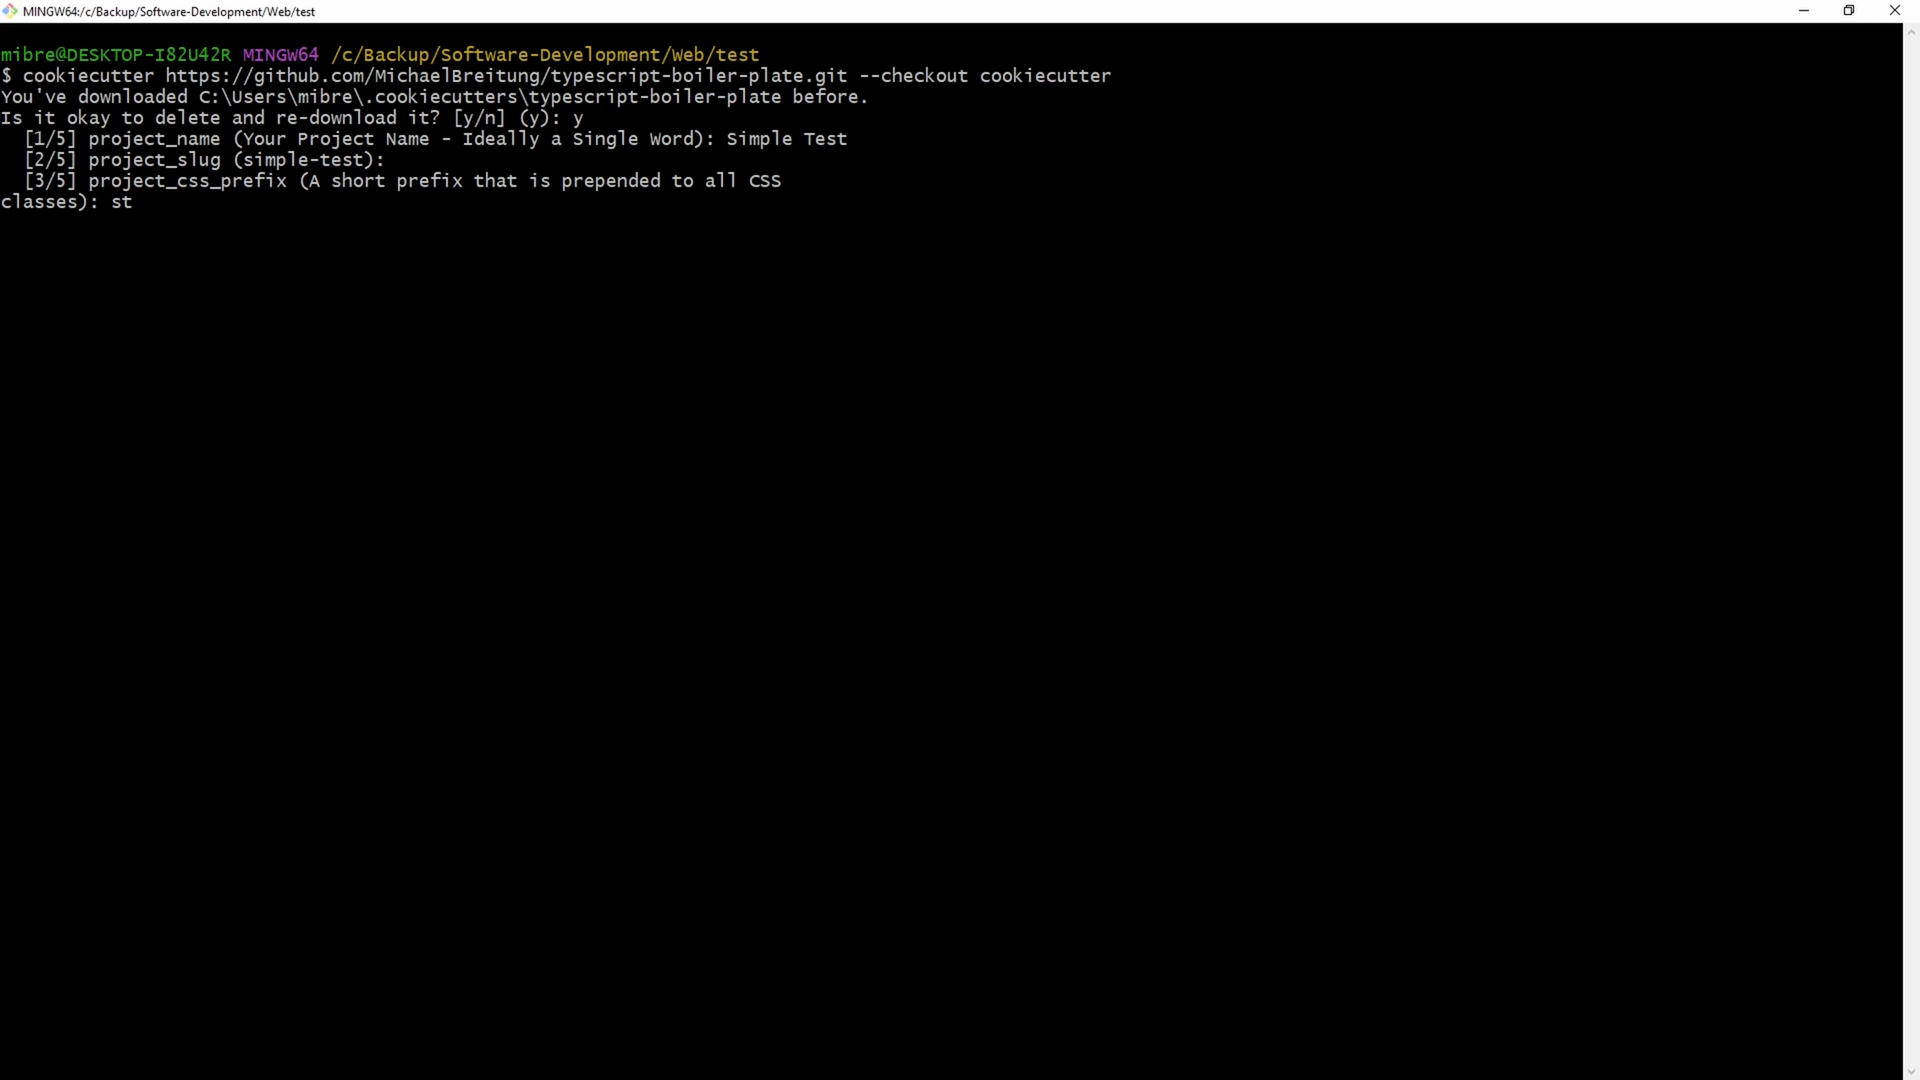 MINGW64:/c/Backup/Software-Development/Web/test
mibre@DESKTOP-I82U42R MINGW64 /c/Backup/Software-Development/Web/test
$ cookiecutter https://github.com/MichaelBreitung/typescript-boiler-plate.git --checkout cookiecutter
You've downloaded C:\Users\mibre\.cookiecutters\typescript-boiler-plate before.
Is it okay to delete and re-download it? [y/n] (y): y
  [1/5] project_name (Your Project Name - Ideally a Single Word): Simple Test
  [2/5] project_slug (simple-test):
  [3/5] project_css_prefix (A short prefix that is prepended to all CSS
classes): st